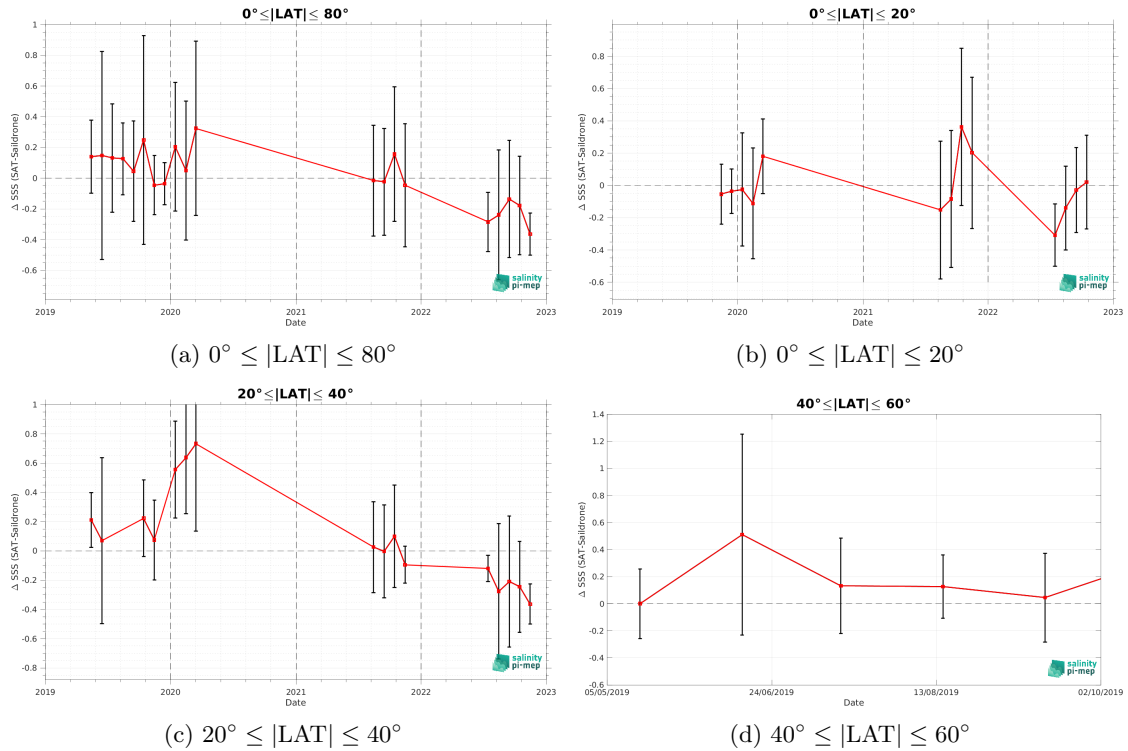 0°≤|LAT|≤ 80°
1
0.8
0.6
0.4
0.2
0
-0.2
-0.4
-0.6
Δ SSS (SAT-Saildrone)
2019
2020
2021
2022
2023
Date
salinity
pi-mep
(a) 0° ≤ |LAT| ≤ 80°
0°≤|LAT|≤ 20°
0.8
0.6
0.4
0.2
0
-0.2
-0.4
-0.6
Δ SSS (SAT-Saildrone)
2019
2020
2021
2022
2023
Date
salinity
pi-mep
(b) 0° ≤ |LAT| ≤ 20°
20°≤|LAT|≤ 40°
1
0.8
0.6
0.4
0.2
0
-0.2
-0.4
-0.6
-0.8
Δ SSS (SAT-Saildrone)
2019
2020
2021
2022
2023
Date
salinity
pi-mep
(c) 20° ≤ |LAT| ≤ 40°
40°≤|LAT|≤ 60°
1.4
1.2
1
0.8
0.6
0.4
0.2
0
-0.2
-0.4
-0.6
Δ SSS (SAT-Saildrone)
05/05/2019
24/06/2019
13/08/2019
02/10/2019
Date
salinity
pi-mep
(d) 40° ≤ |LAT| ≤ 60°